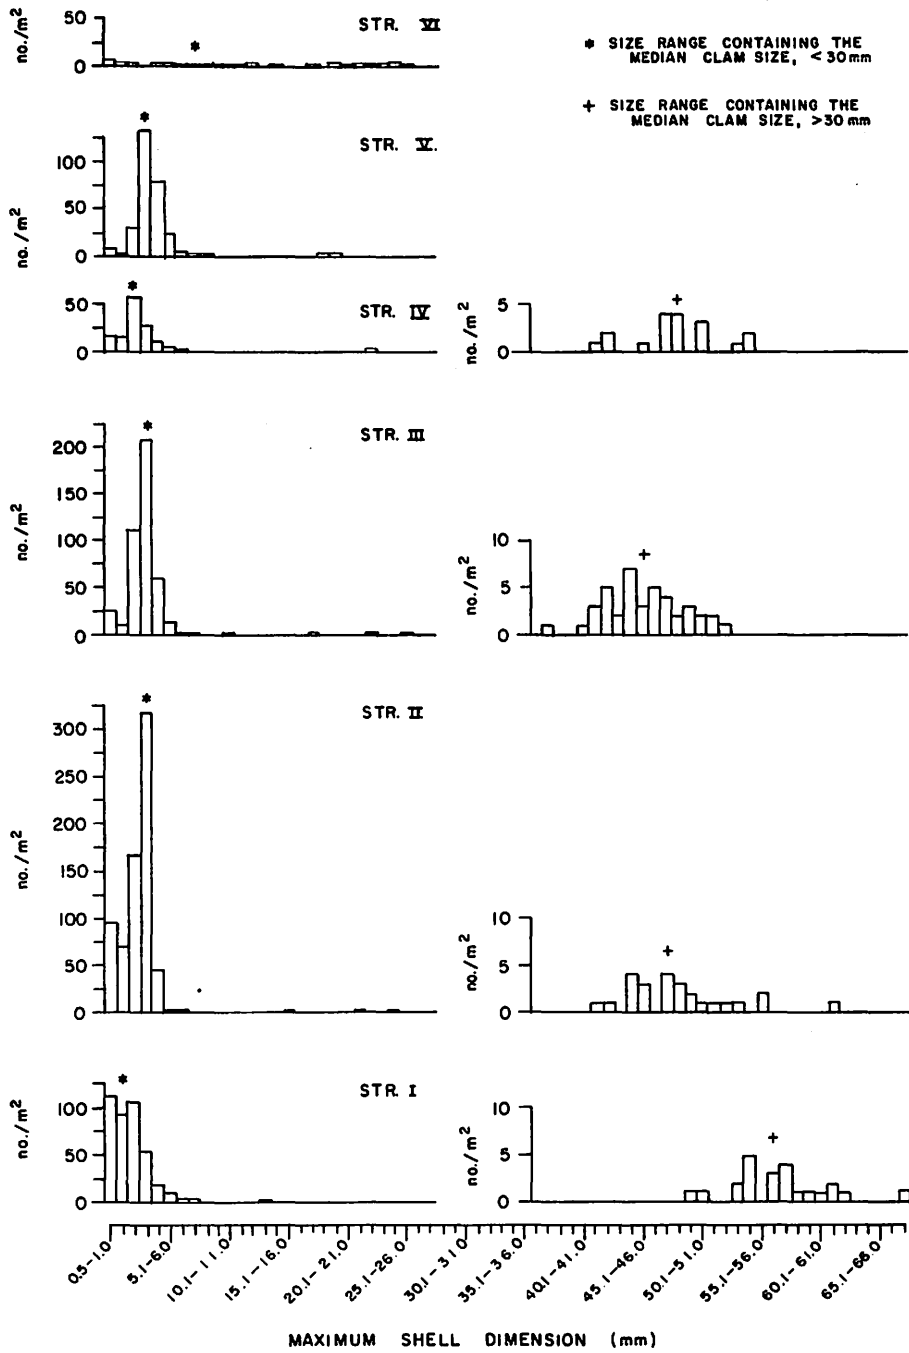 STR. VI
no./m²
50
0
* SIZE RANGE CONTAINING THE
MEDIAN CLAM SIZE, <30mm
+ SIZE RANGE CONTAINING THE
MEDIAN CLAM SIZE, >30mm
*
STR. V.
no./m²
100
50
0
*
STR. IV
50
0
*
no./m²
5
0
+
STR. III
no./m²
200
150
100
50
0
*
no./m²
10
5
0
+
STR. II
no./m²
300
250
200
150
100
50
0
*
no./m²
10
5
0
+
STR. I
no./m²
100
50
0
*
no./m²
10
5
0
+
0.5-1.0
5.1-6.0
10.1-11.0
15.1-16.0
20.1-21.0
25.1-26.0
30.1-31.0
35.1-36.0
40.1-41.0
45.1-46.0
50.1-51.0
55.1-56.0
60.1-61.0
65.1-66.0
MAXIMUM SHELL DIMENSION (mm)